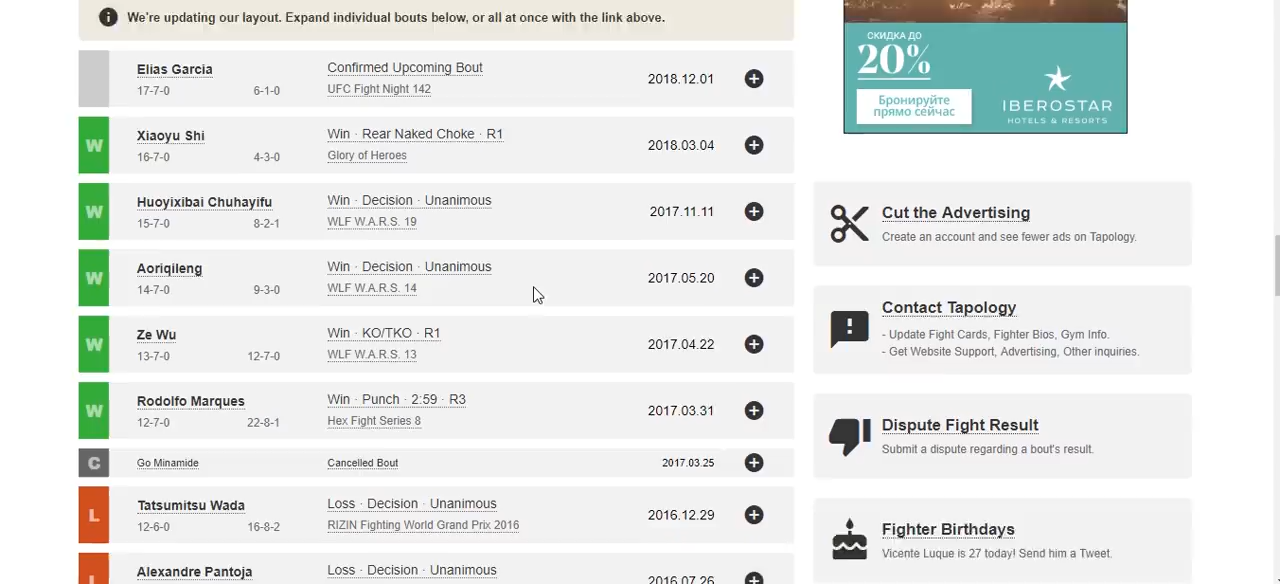 We're updating our layout. Expand individual bouts below, or all at once with the link above.
Elias Garcia
17-7-0 6-1-0
Confirmed Upcoming Bout
UFC Fight Night 142
2018.12.01
W
Xiaoyu Shi
16-7-0 4-3-0
Win · Rear Naked Choke · R1
Glory of Heroes
2018.03.04
W
Huoyixibai Chuhayifu
15-7-0 8-2-1
Win · Decision · Unanimous
WLF W.A.R.S. 19
2017.11.11
W
Aoriqileng
14-7-0 9-3-0
Win · Decision · Unanimous
WLF W.A.R.S. 14
2017.05.20
W
Ze Wu
13-7-0 12-7-0
Win · KO/TKO · R1
WLF W.A.R.S. 13
2017.04.22
W
Rodolfo Marques
12-7-0 22-8-1
Win · Punch · 2:59 · R3
Hex Fight Series 8
2017.03.31
C
Go Minamide
Cancelled Bout
2017.03.25
L
Tatsumitsu Wada
12-6-0 16-8-2
Loss · Decision · Unanimous
RIZIN Fighting World Grand Prix 2016
2016.12.29
L
Alexandre Pantoja
Loss · Decision · Unanimous
2016.07.26
СКИДКА ДО
20%
Бронируйте
прямо сейчас
IBEROSTAR
HOTELS & RESORTS
Cut the Advertising
Create an account and see fewer ads on Tapology.
Contact Tapology
- Update Fight Cards, Fighter Bios, Gym Info.
- Get Website Support, Advertising, Other inquiries.
Dispute Fight Result
Submit a dispute regarding a bout's result.
Fighter Birthdays
Vicente Luque is 27 today! Send him a Tweet.